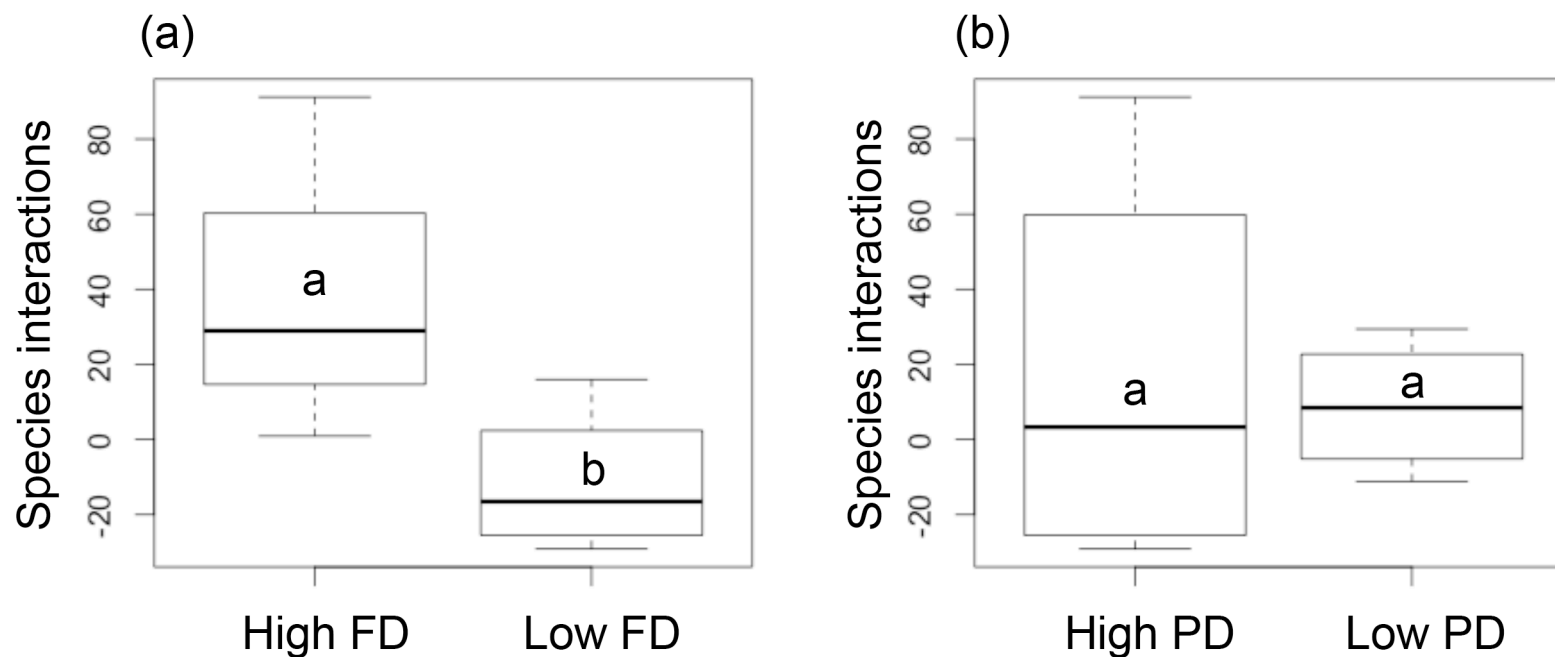 (a)
Species interactions
80
60
40
20
0
-20
a
b
High FD
Low FD
(b)
Species interactions
80
60
40
20
0
-20
a
a
High PD
Low PD